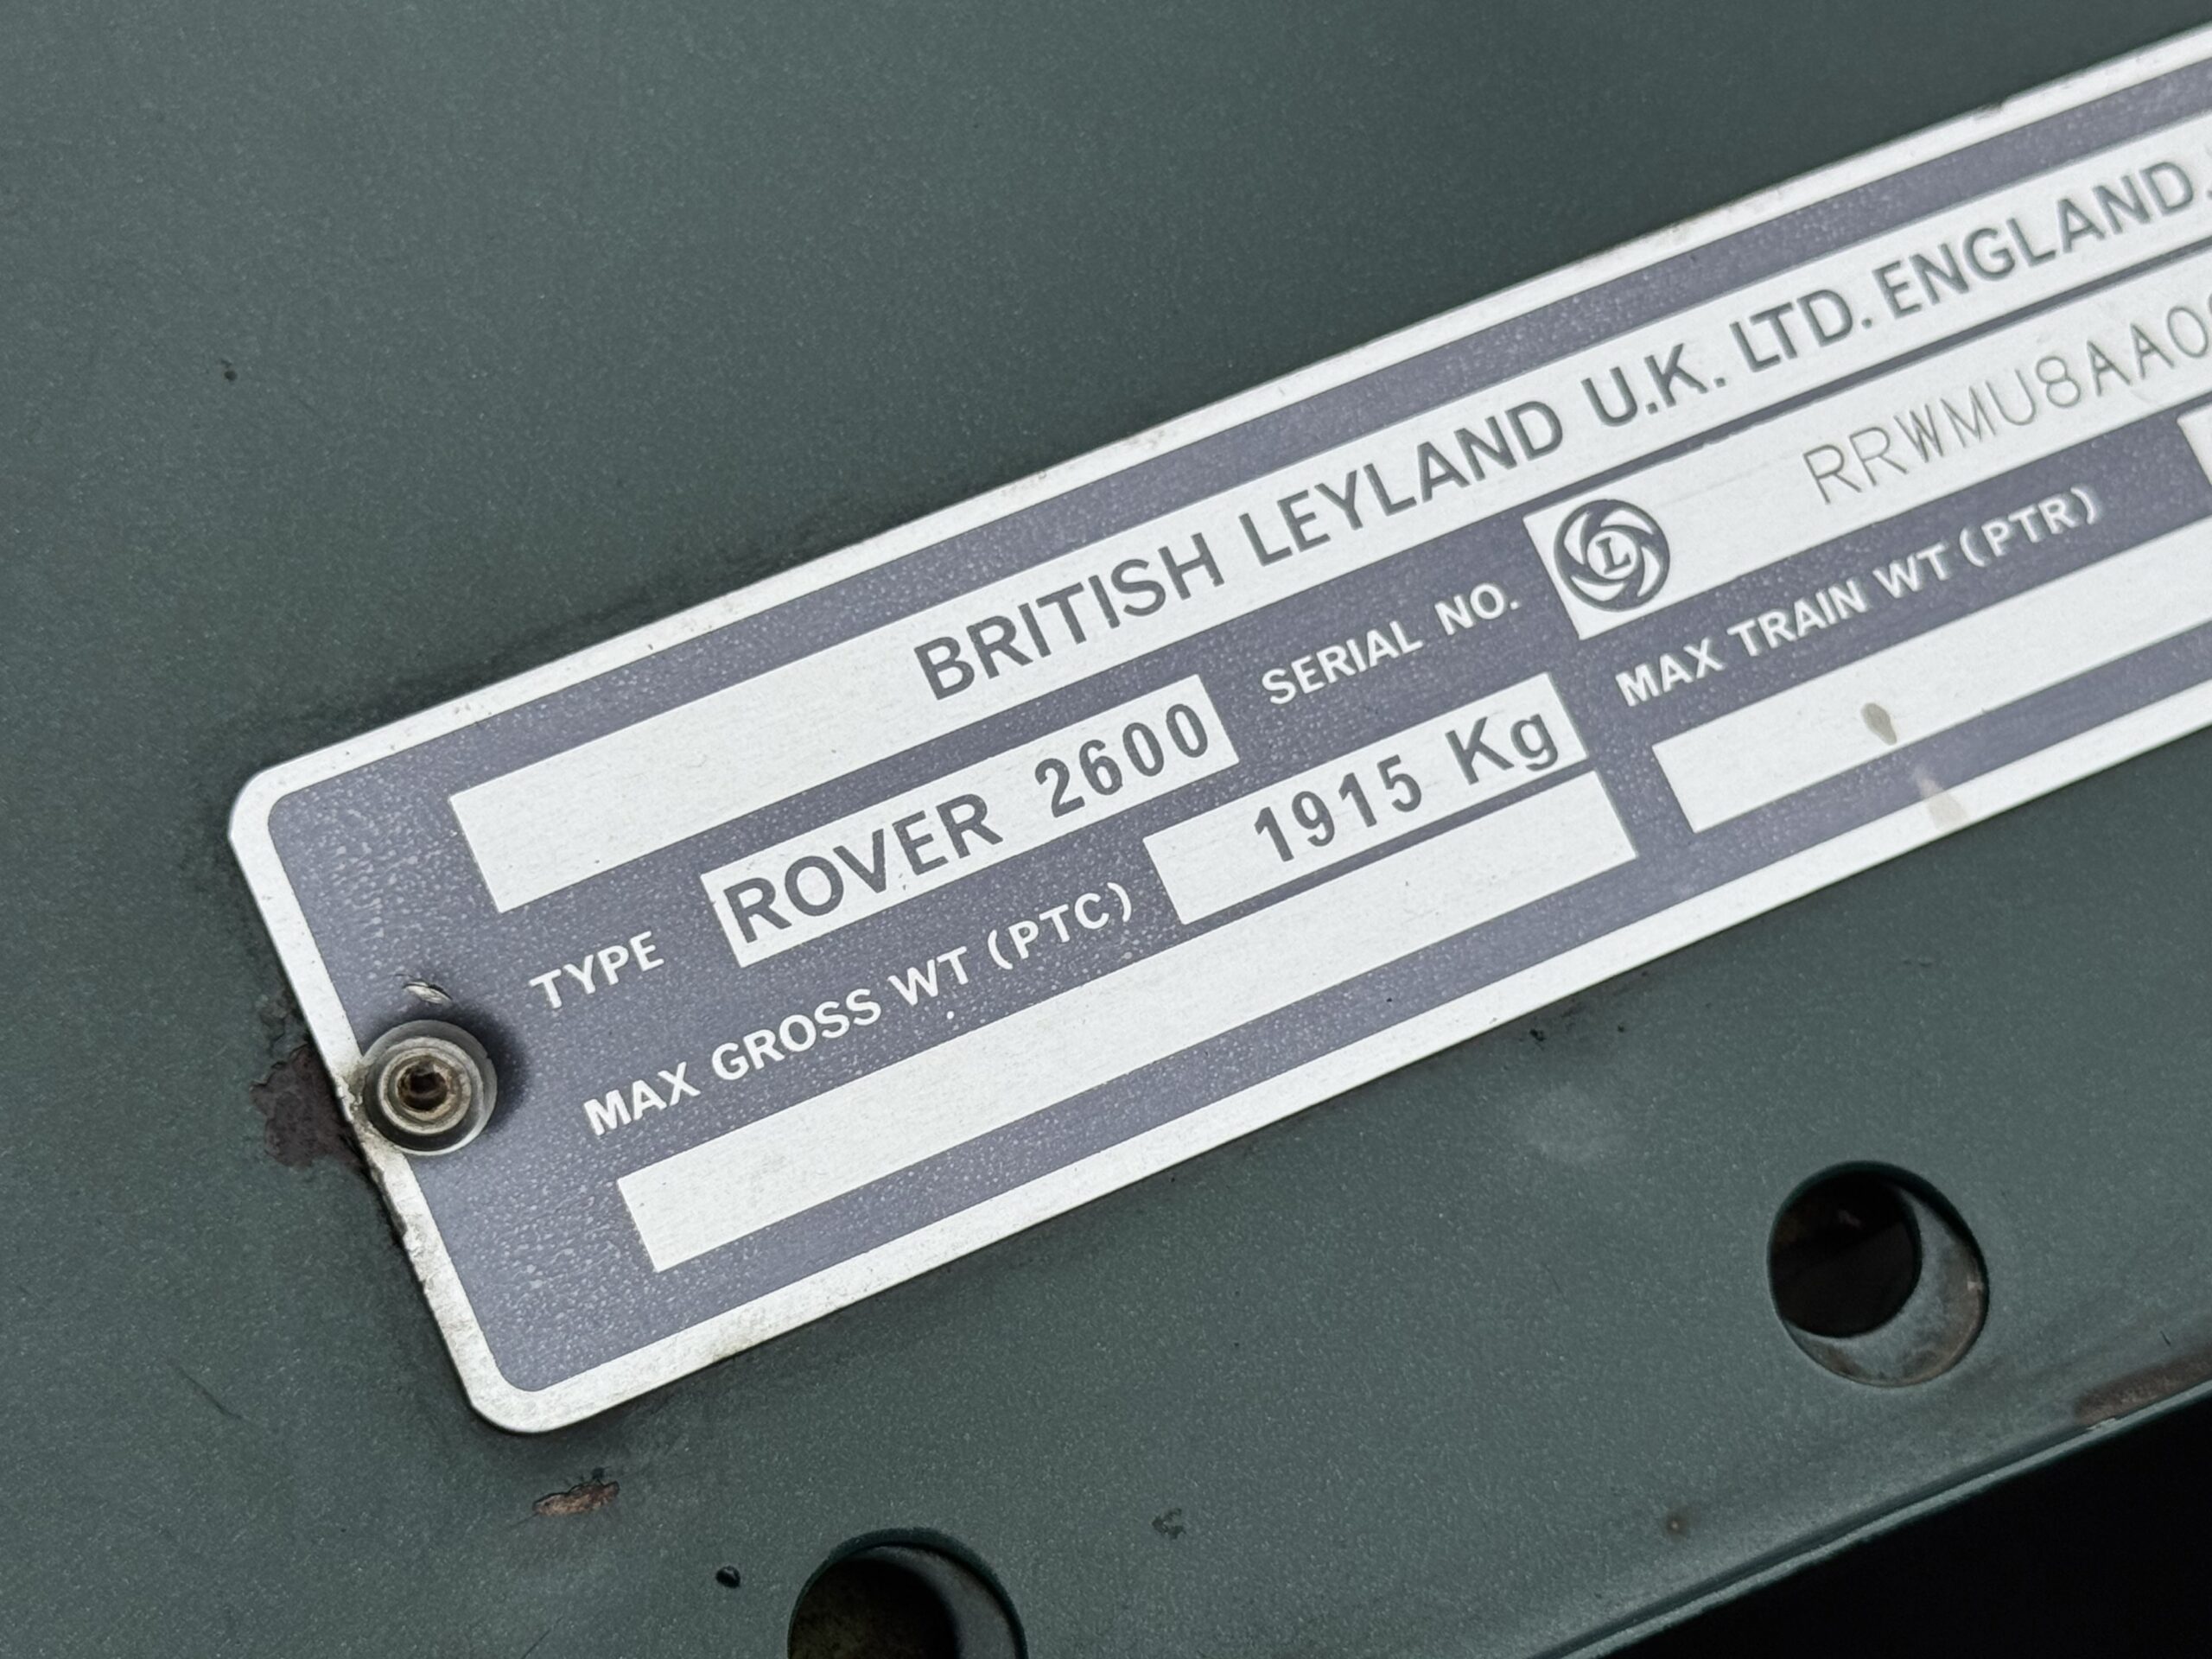 BRITISH LEYLAND U.K. LTD. ENGLAND.
TYPE ROVER 2600 SERIAL NO. L RRWMU8AA0
MAX GROSS WT (PTC) 1915 Kg MAX TRAIN WT (PTR)